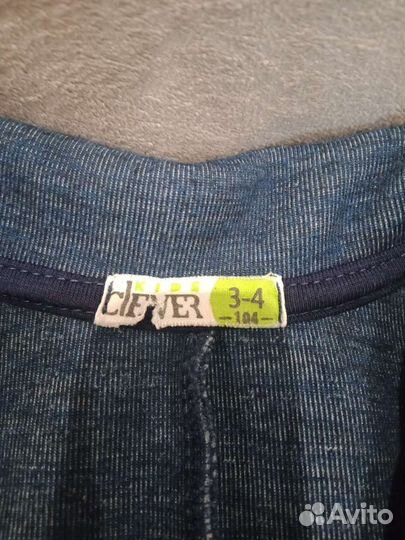 KIDS
clEVER
3-4
-104-
Avito